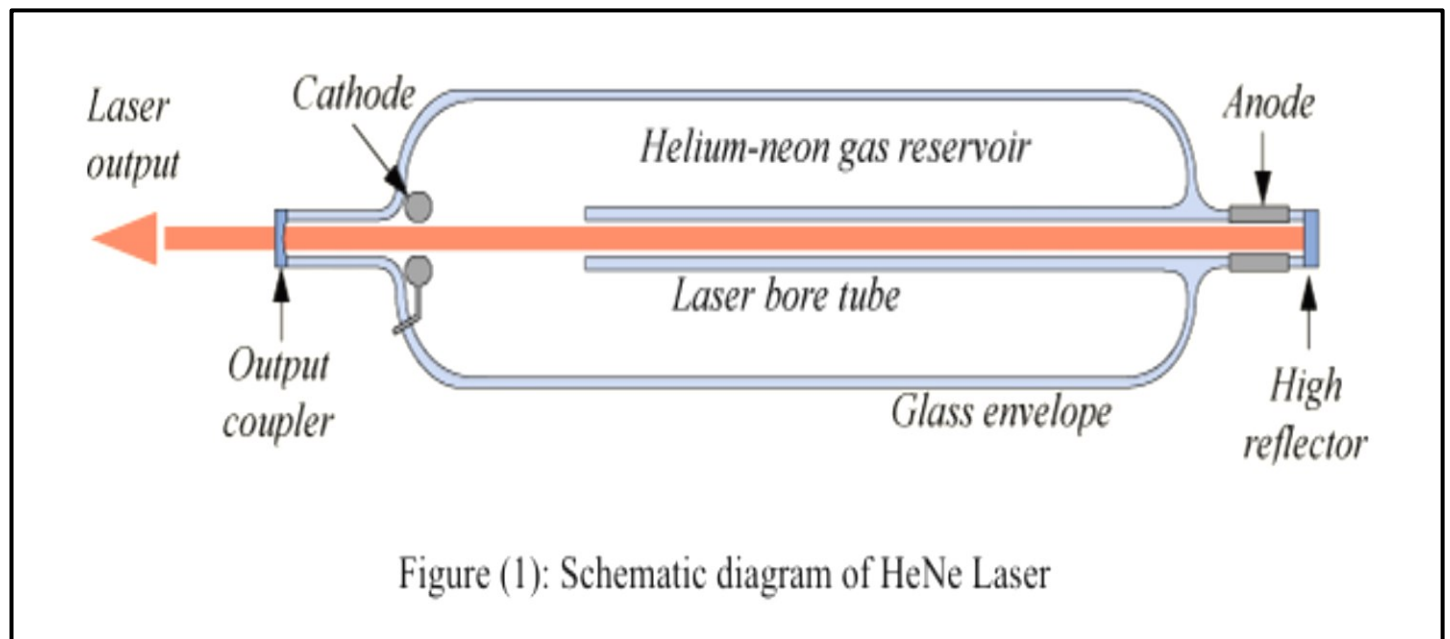 Laser
output
Cathode
Helium-neon gas reservoir
Anode
Laser bore tube
Output
coupler
Glass envelope
High
reflector
Figure (1): Schematic diagram of HeNe Laser